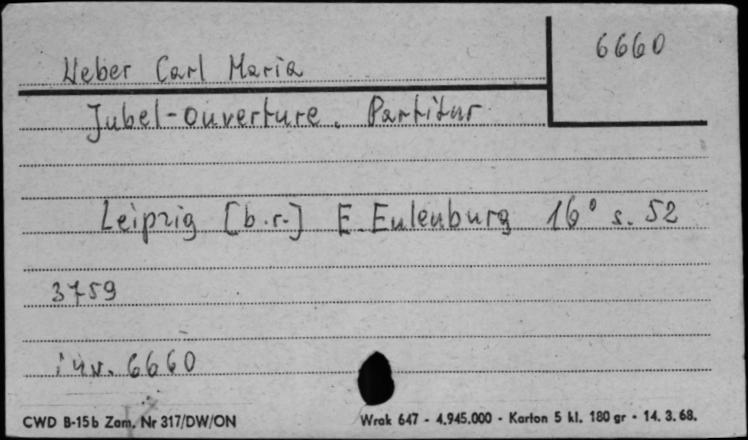 6660
Weber Carl Maria
Jubel-Ouverture. Partitur
Leipzig [b.r.] E. Eulenburg 16° s. 52
3759
inw. 6660
CWD B-15b Zam. Nr 317/DW/ON
Wrak 647 - 4.945.000 - Karton 5 kl. 180 gr - 14. 3. 68.